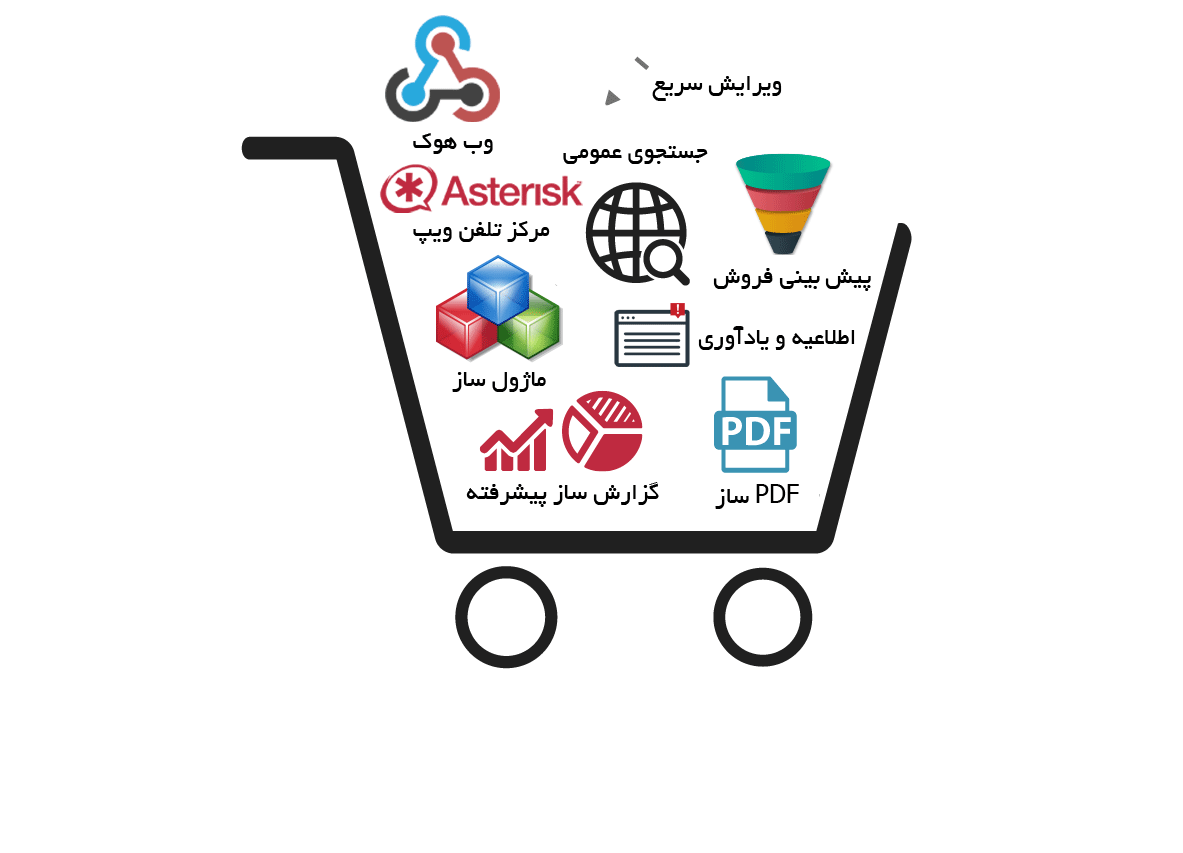 ویرایش سریع
وب هوک
جستجوی عمومی
Asterisk
مرکز تلفن ویپ
پیش بینی فروش
اطلاعیه و یادآوری
ماژول ساز
PDF
گزارش ساز پیشرفته
PDF ساز